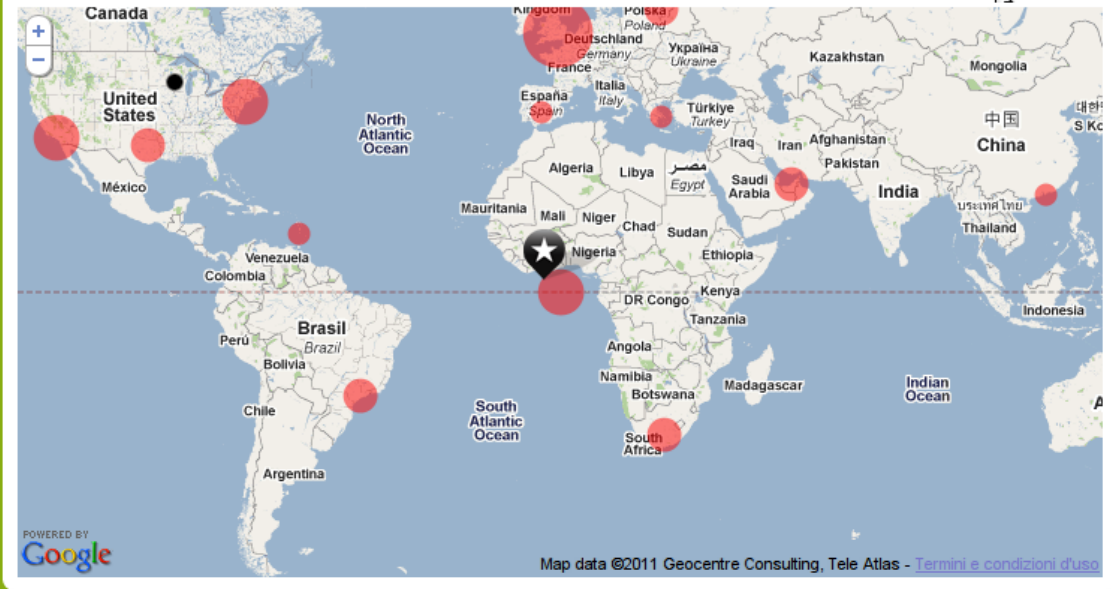 Canada
Kingdom
Polska
Poland
Deutschland
Germany
France
Україна
Ukraine
Kazakhstan
Mongolia
United
States
North
Atlantic
Ocean
España
Spain
Italia
Italy
Türkiye
Turkey
Iraq
Iran
Afghanistan
Pakistan
中国
China
S Ko
México
Algeria
Libya
مصر
Egypt
Saudi
Arabia
India
ประเทศไทย
Thailand
Mauritania
Mali
Niger
Chad
Sudan
Nigeria
Ethiopia
Venezuela
Colombia
DR Congo
Kenya
Tanzania
Indonesia
Brasil
Brazil
Perú
Bolivia
Angola
Namibia
Botswana
Madagascar
Indian
Ocean
Chile
South
Atlantic
Ocean
South
Africa
Argentina
A
POWERED BY
Google
Map data ©2011 Geocentre Consulting, Tele Atlas - Termini e condizioni d'uso